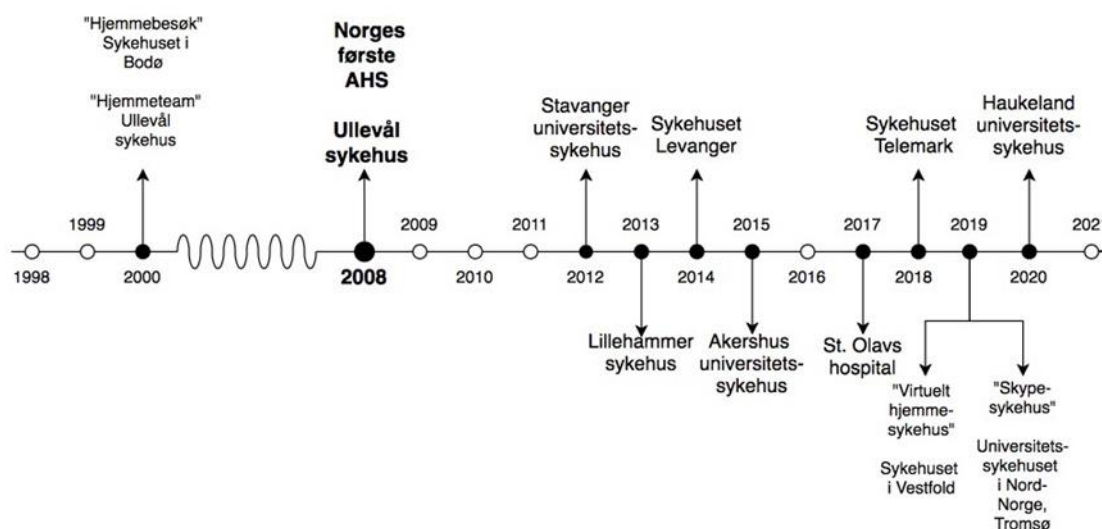 "Hjemmebesøk"
Sykehuset i
Bodø
"Hjemmeteam"
Ullevål
sykehus
Norges
første
AHS
Ullevål
sykehus
Stavanger
universitets-
sykehus
Sykehuset
Levanger
Sykehuset
Telemark
Haukeland
universitets-
sykehus
1998
1999
2000
2008
2009
2010
2011
2012
2013
2014
2015
2016
2017
2018
2019
2020
Lillehammer
sykehus
Akershus
universitets-
sykehus
St. Olavs
hospital
"Virtuelt
hjemme-
sykehus"
Sykehuset
i Vestfold
"Skype-
sykehus"
Universitets-
sykehuset
i Nord-
Norge,
Tromsø